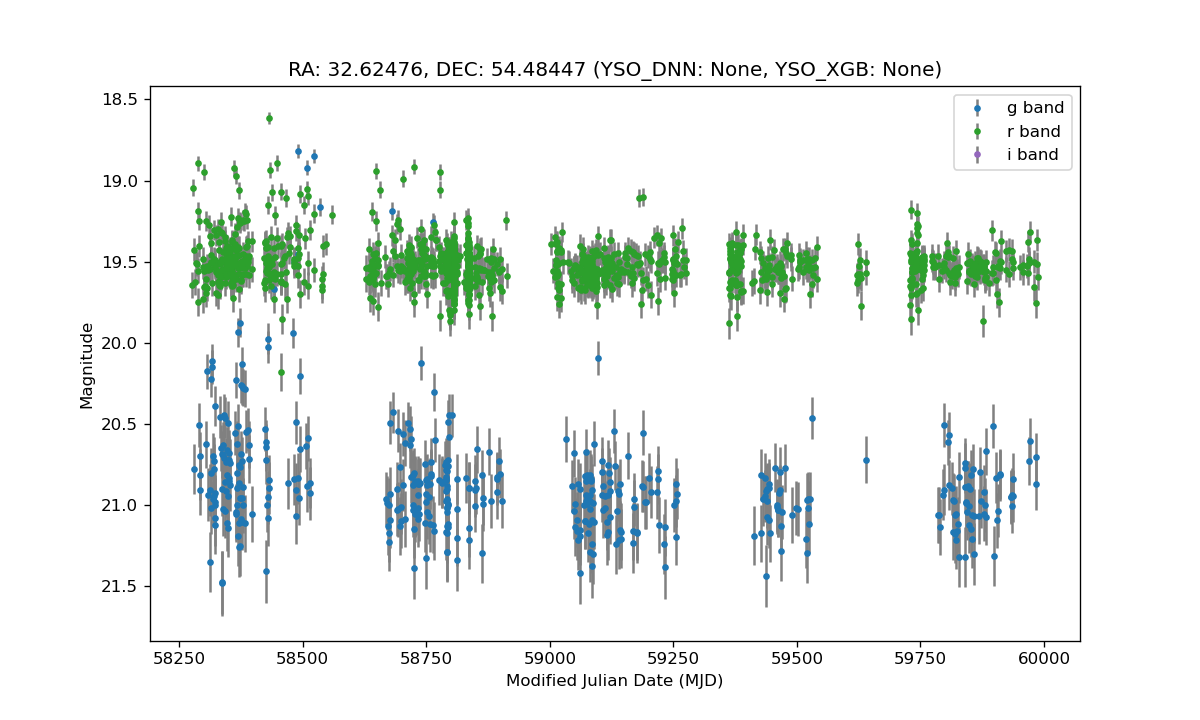 RA: 32.62476, DEC: 54.48447 (YSO_DNN: None, YSO_XGB: None)
g band
r band
i band
18.5
19.0
19.5
20.0
20.5
21.0
21.5
Magnitude
58250 58500 58750 59000 59250 59500 59750 60000
Modified Julian Date (MJD)